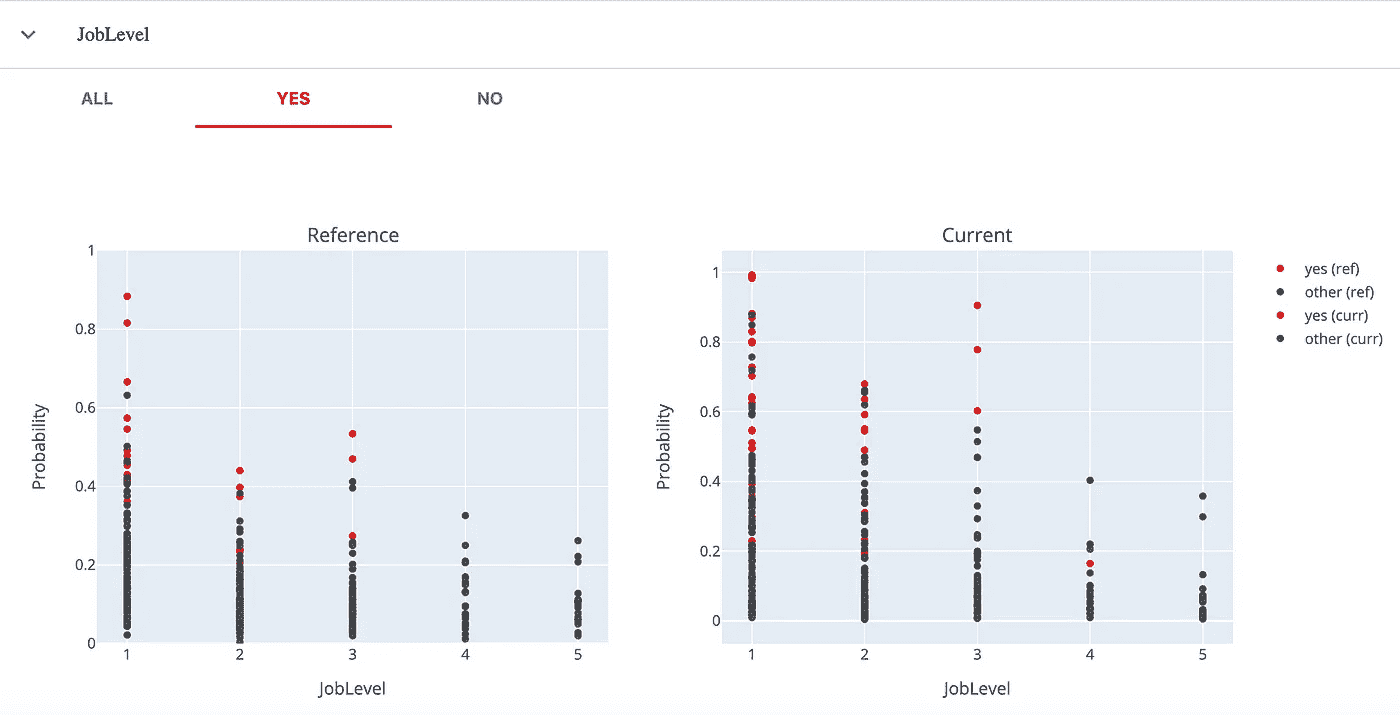 JobLevel
ALL YES NO
Reference
1
0.8
0.6
0.4
0.2
0
Probability
1 2 3 4 5
JobLevel
Current
1
0.8
0.6
0.4
0.2
0
Probability
1 2 3 4 5
JobLevel
yes (ref)
other (ref)
yes (curr)
other (curr)